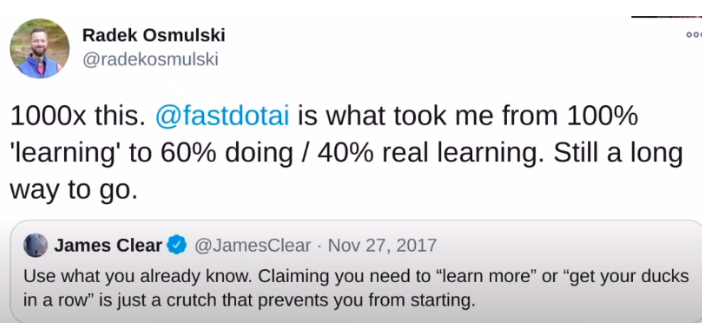 Radek Osmulski
@radekosmulski
1000x this. @fastdotai is what took me from 100%
'learning' to 60% doing / 40% real learning. Still a long
way to go.
James Clear @JamesClear · Nov 27, 2017
Use what you already know. Claiming you need to “learn more” or “get your ducks
in a row” is just a crutch that prevents you from starting.